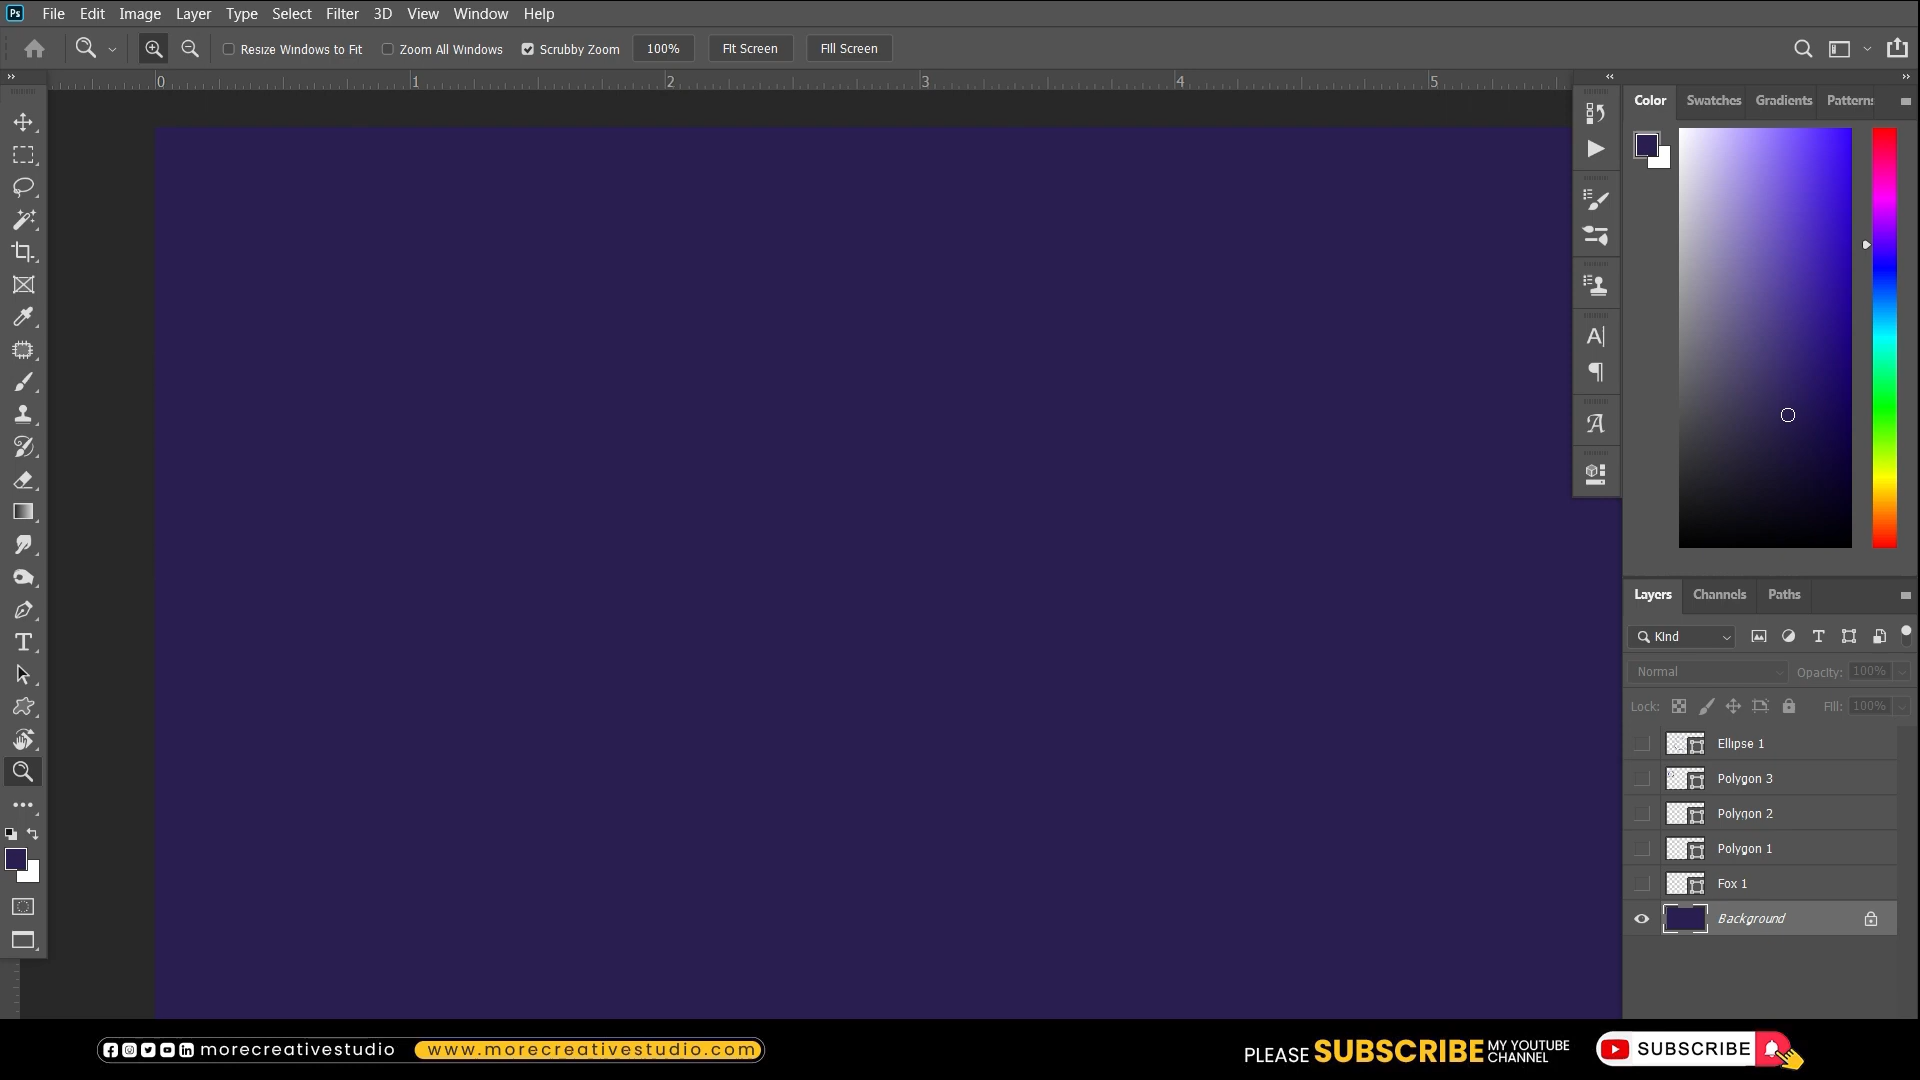 Ps File Edit Image Layer Type Select Filter 3D View Window Help
Resize Windows to Fit Zoom All Windows Scrubby Zoom 100% Fit Screen Fill Screen
0 1 2 3 4 5
Color Swatches Gradients Patterns
Layers Channels Paths
Kind
Normal Opacity: 100%
Lock: Fill: 100%
Ellipse 1
Polygon 3
Polygon 2
Polygon 1
Fox 1
Background
morecreativestudio www.morecreativestudio.com
PLEASE SUBSCRIBE MY YOUTUBE CHANNEL SUBSCRIBE